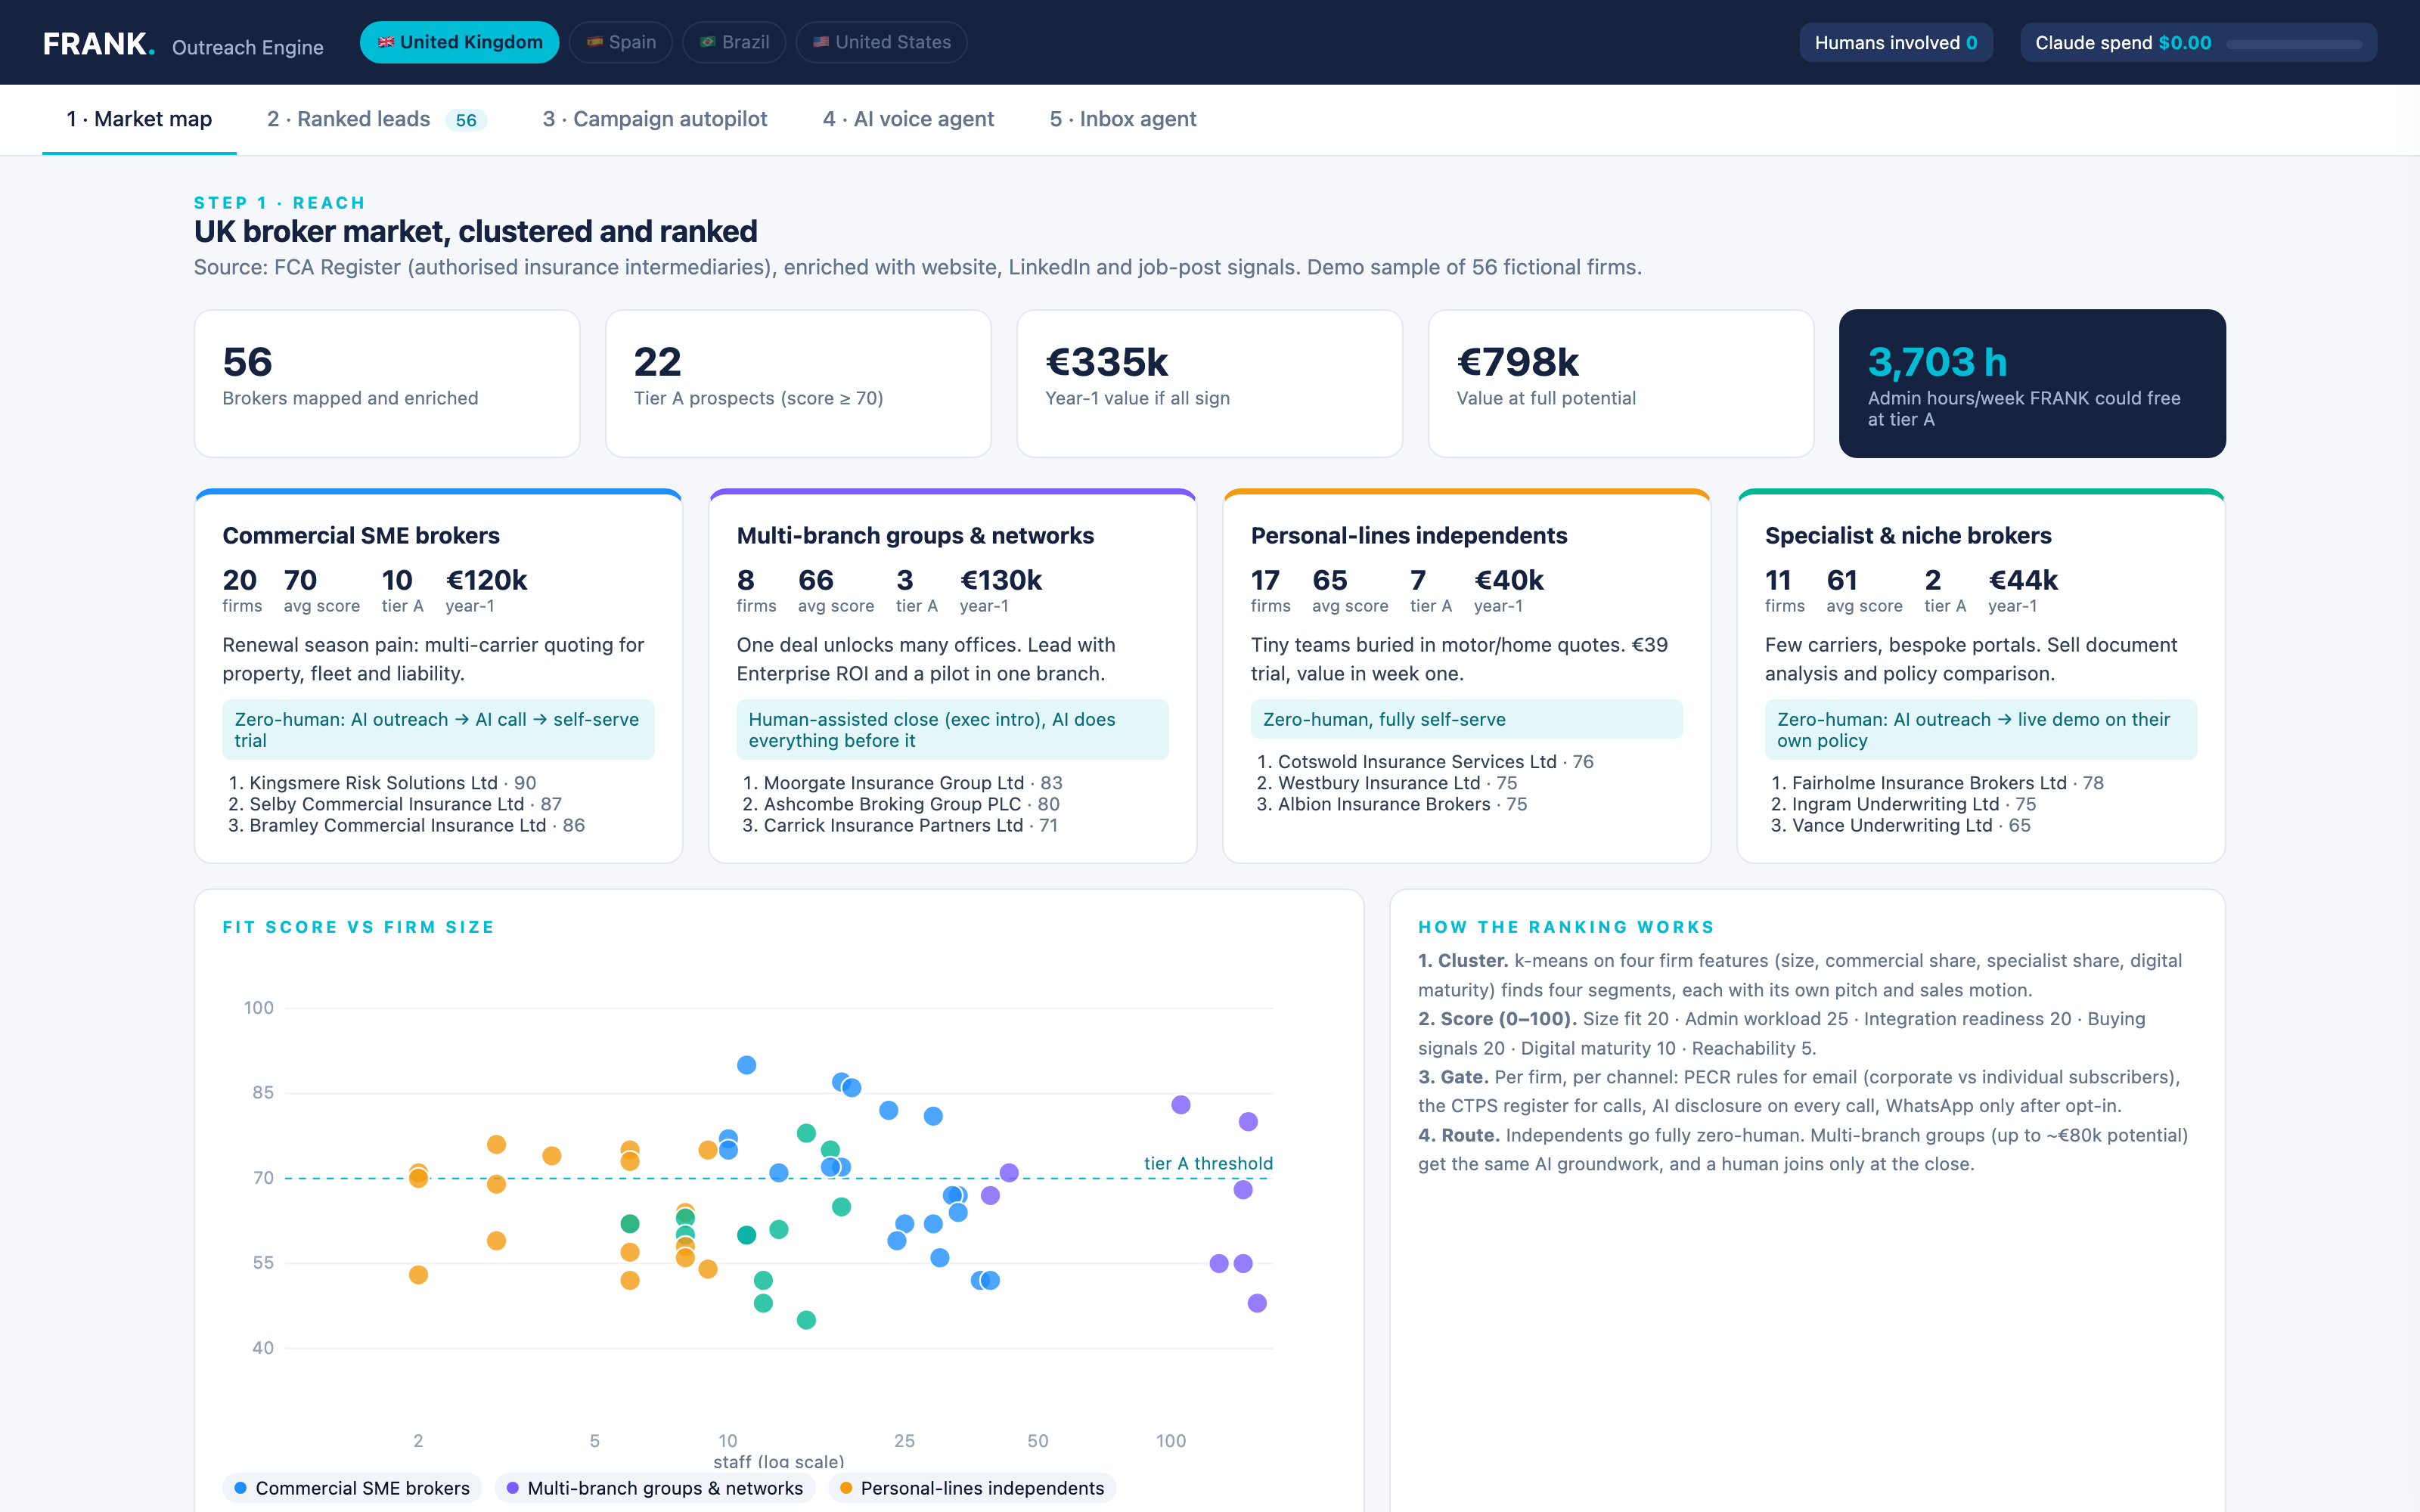 FRANK. Outreach Engine
United Kingdom
Spain
Brazil
United States
Humans involved 0
Claude spend $0.00
1 · Market map
2 · Ranked leads 56
3 · Campaign autopilot
4 · AI voice agent
5 · Inbox agent
STEP 1 · REACH
UK broker market, clustered and ranked
Source: FCA Register (authorised insurance intermediaries), enriched with website, LinkedIn and job-post signals. Demo sample of 56 fictional firms.
56
Brokers mapped and enriched
22
Tier A prospects (score ≥ 70)
€335k
Year-1 value if all sign
€798k
Value at full potential
3,703 h
Admin hours/week FRANK could free
at tier A
Commercial SME brokers
20 70 10 €120k
firms avg score tier A year-1
Renewal season pain: multi-carrier quoting for
property, fleet and liability.
Zero-human: AI outreach → AI call → self-serve
trial
1. Kingsmere Risk Solutions Ltd · 90
2. Selby Commercial Insurance Ltd · 87
3. Bramley Commercial Insurance Ltd · 86
Multi-branch groups & networks
8 66 3 €130k
firms avg score tier A year-1
One deal unlocks many offices. Lead with
Enterprise ROI and a pilot in one branch.
Human-assisted close (exec intro), AI does
everything before it
1. Moorgate Insurance Group Ltd · 83
2. Ashcombe Broking Group PLC · 80
3. Carrick Insurance Partners Ltd · 71
Personal-lines independents
17 65 7 €40k
firms avg score tier A year-1
Tiny teams buried in motor/home quotes. €39
trial, value in week one.
Zero-human, fully self-serve
1. Cotswold Insurance Services Ltd · 76
2. Westbury Insurance Ltd · 75
3. Albion Insurance Brokers · 75
Specialist & niche brokers
11 61 2 €44k
firms avg score tier A year-1
Few carriers, bespoke portals. Sell document
analysis and policy comparison.
Zero-human: AI outreach → live demo on their
own policy
1. Fairholme Insurance Brokers Ltd · 78
2. Ingram Underwriting Ltd · 75
3. Vance Underwriting Ltd · 65
FIT SCORE VS FIRM SIZE
100
85
tier A threshold
70
55
40
2 5 10 25 50 100
staff (log scale)
Commercial SME brokers
Multi-branch groups & networks
Personal-lines independents
HOW THE RANKING WORKS
1. Cluster. k-means on four firm features (size, commercial share, specialist share, digital
maturity) finds four segments, each with its own pitch and sales motion.
2. Score (0–100). Size fit 20 · Admin workload 25 · Integration readiness 20 · Buying
signals 20 · Digital maturity 10 · Reachability 5.
3. Gate. Per firm, per channel: PECR rules for email (corporate vs individual subscribers),
the CTPS register for calls, AI disclosure on every call, WhatsApp only after opt-in.
4. Route. Independents go fully zero-human. Multi-branch groups (up to ~€80k potential)
get the same AI groundwork, and a human joins only at the close.